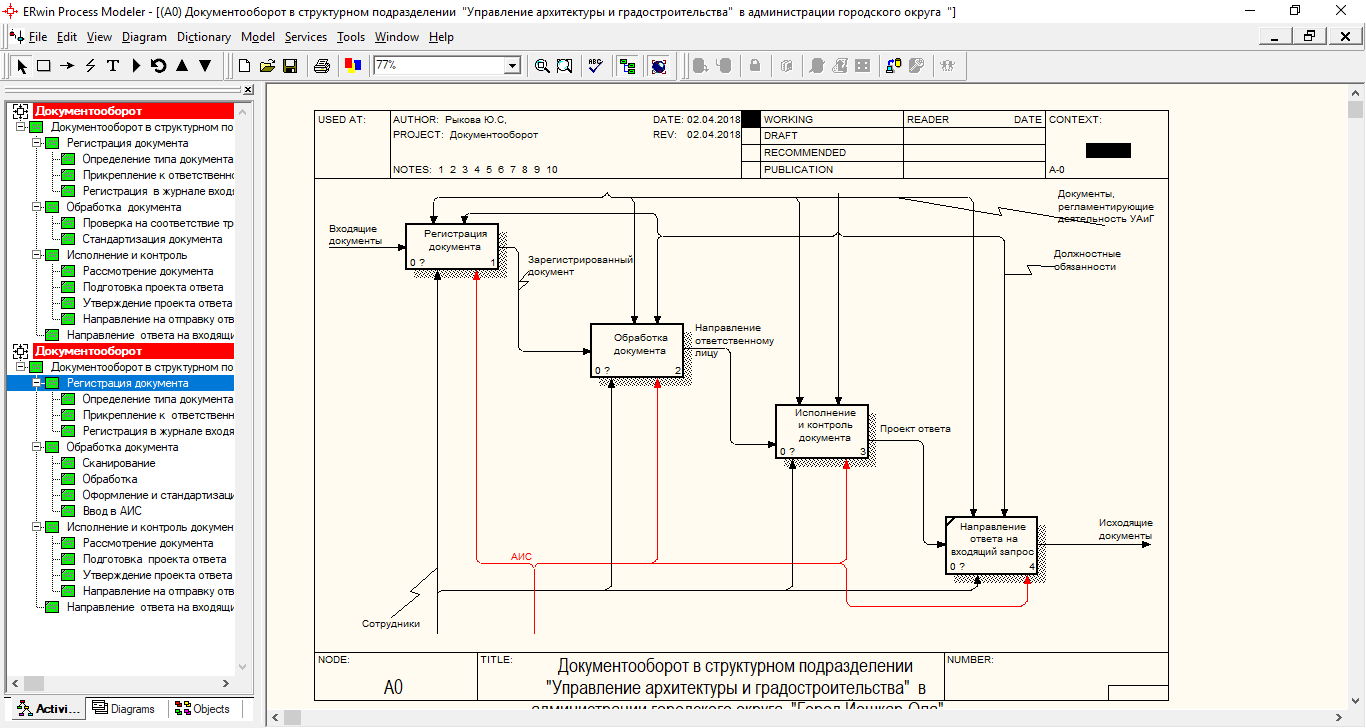 ERwin Process Modeler - [(A0) Документооборот в структурном подразделении "Управление архитектуры и градостроительства" в администрации городского округа "]
File Edit View Diagram Dictionary Model Services Tools Window Help
77%
ABC
Документооборот
Документооборот в структурном по
Регистрация документа
Определение типа документа
Прикрепление к ответственно
Регистрация в журнале входя
Обработка документа
Проверка на соответствие тр
Стандартизация документа
Исполнение и контроль
Рассмотрение документа
Подготовка проекта ответа
Утверждение проекта ответа
Направление на отправку отв
Направление ответа на входящи
Документооборот
Документооборот в структурном по
Регистрация документа
Определение типа документа
Прикрепление к ответственн
Регистрация в журнале входя
Обработка документа
Сканирование
Обработка
Оформление и стандартизаци
Ввод в АИС
Исполнение и контроль докумен
Рассмотрение документа
Подготовка проекта ответа
Утверждение проекта ответа
Направление на отправку отв
Направление ответа на входящи
Activi...
Diagrams
Objects
USED AT:
AUTHOR: Рыкова Ю.С,
DATE: 02.04.2018
PROJECT: Документооборот
REV: 02.04.2018
NOTES: 1 2 3 4 5 6 7 8 9 10
WORKING
DRAFT
RECOMMENDED
PUBLICATION
READER
DATE
CONTEXT:
A-0
Входящие
документы
Регистрация
документа
0 ?
1
Зарегистрированный
документ
Документы,
регламентирующие
деятельность УАиГ
Должностные
обязанности
Обработка
документа
0 ?
2
Направление
ответственному
лицу
Исполнение
и контроль
документа
0 ?
3
Проект ответа
Направление
ответа на
входящий запрос
0 ?
4
Исходящие
документы
АИС
Сотрудники
NODE:
A0
TITLE:
Документооборот в структурном подразделении
"Управление архитектуры и градостроительства" в
администрации городского округа "Город Йошкар-Ола"
NUMBER: